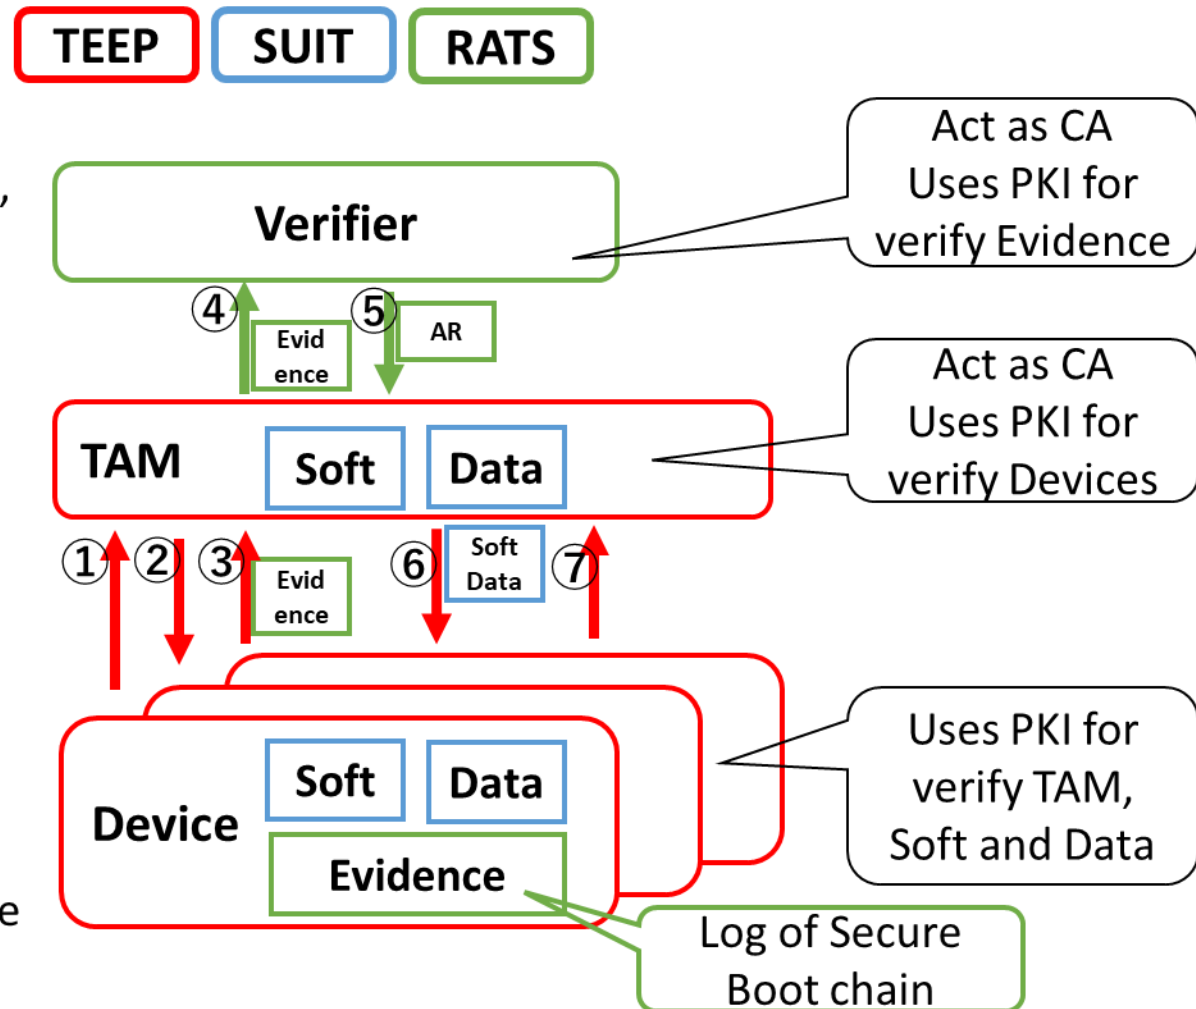 TEEP
SUIT
RATS
Act as CA
Uses PKI for
verify Evidence
,
Verifier
④
Evid
ence
⑤
AR
Act as CA
Uses PKI for
verify Devices
TAM
Soft
Data
①
②
③
Evid
ence
⑥
Soft
Data
⑦
Uses PKI for
verify TAM,
Soft and Data
Device
Soft
Data
Evidence
e
Log of Secure
Boot chain